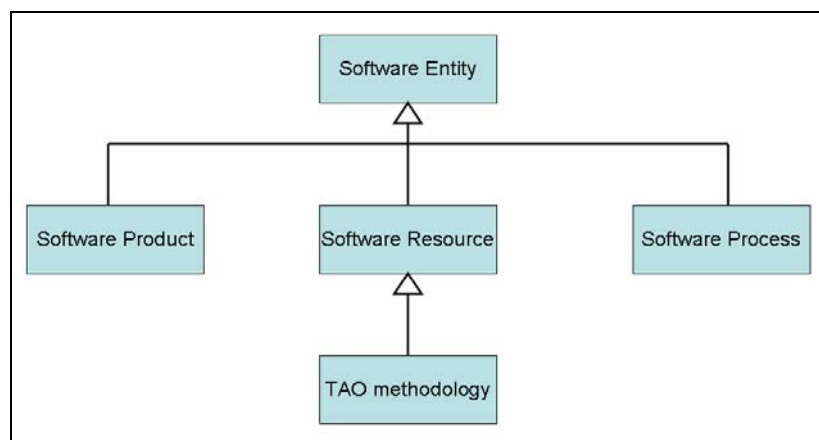 Software Entity
Software Product
Software Resource
Software Process
TAO methodology